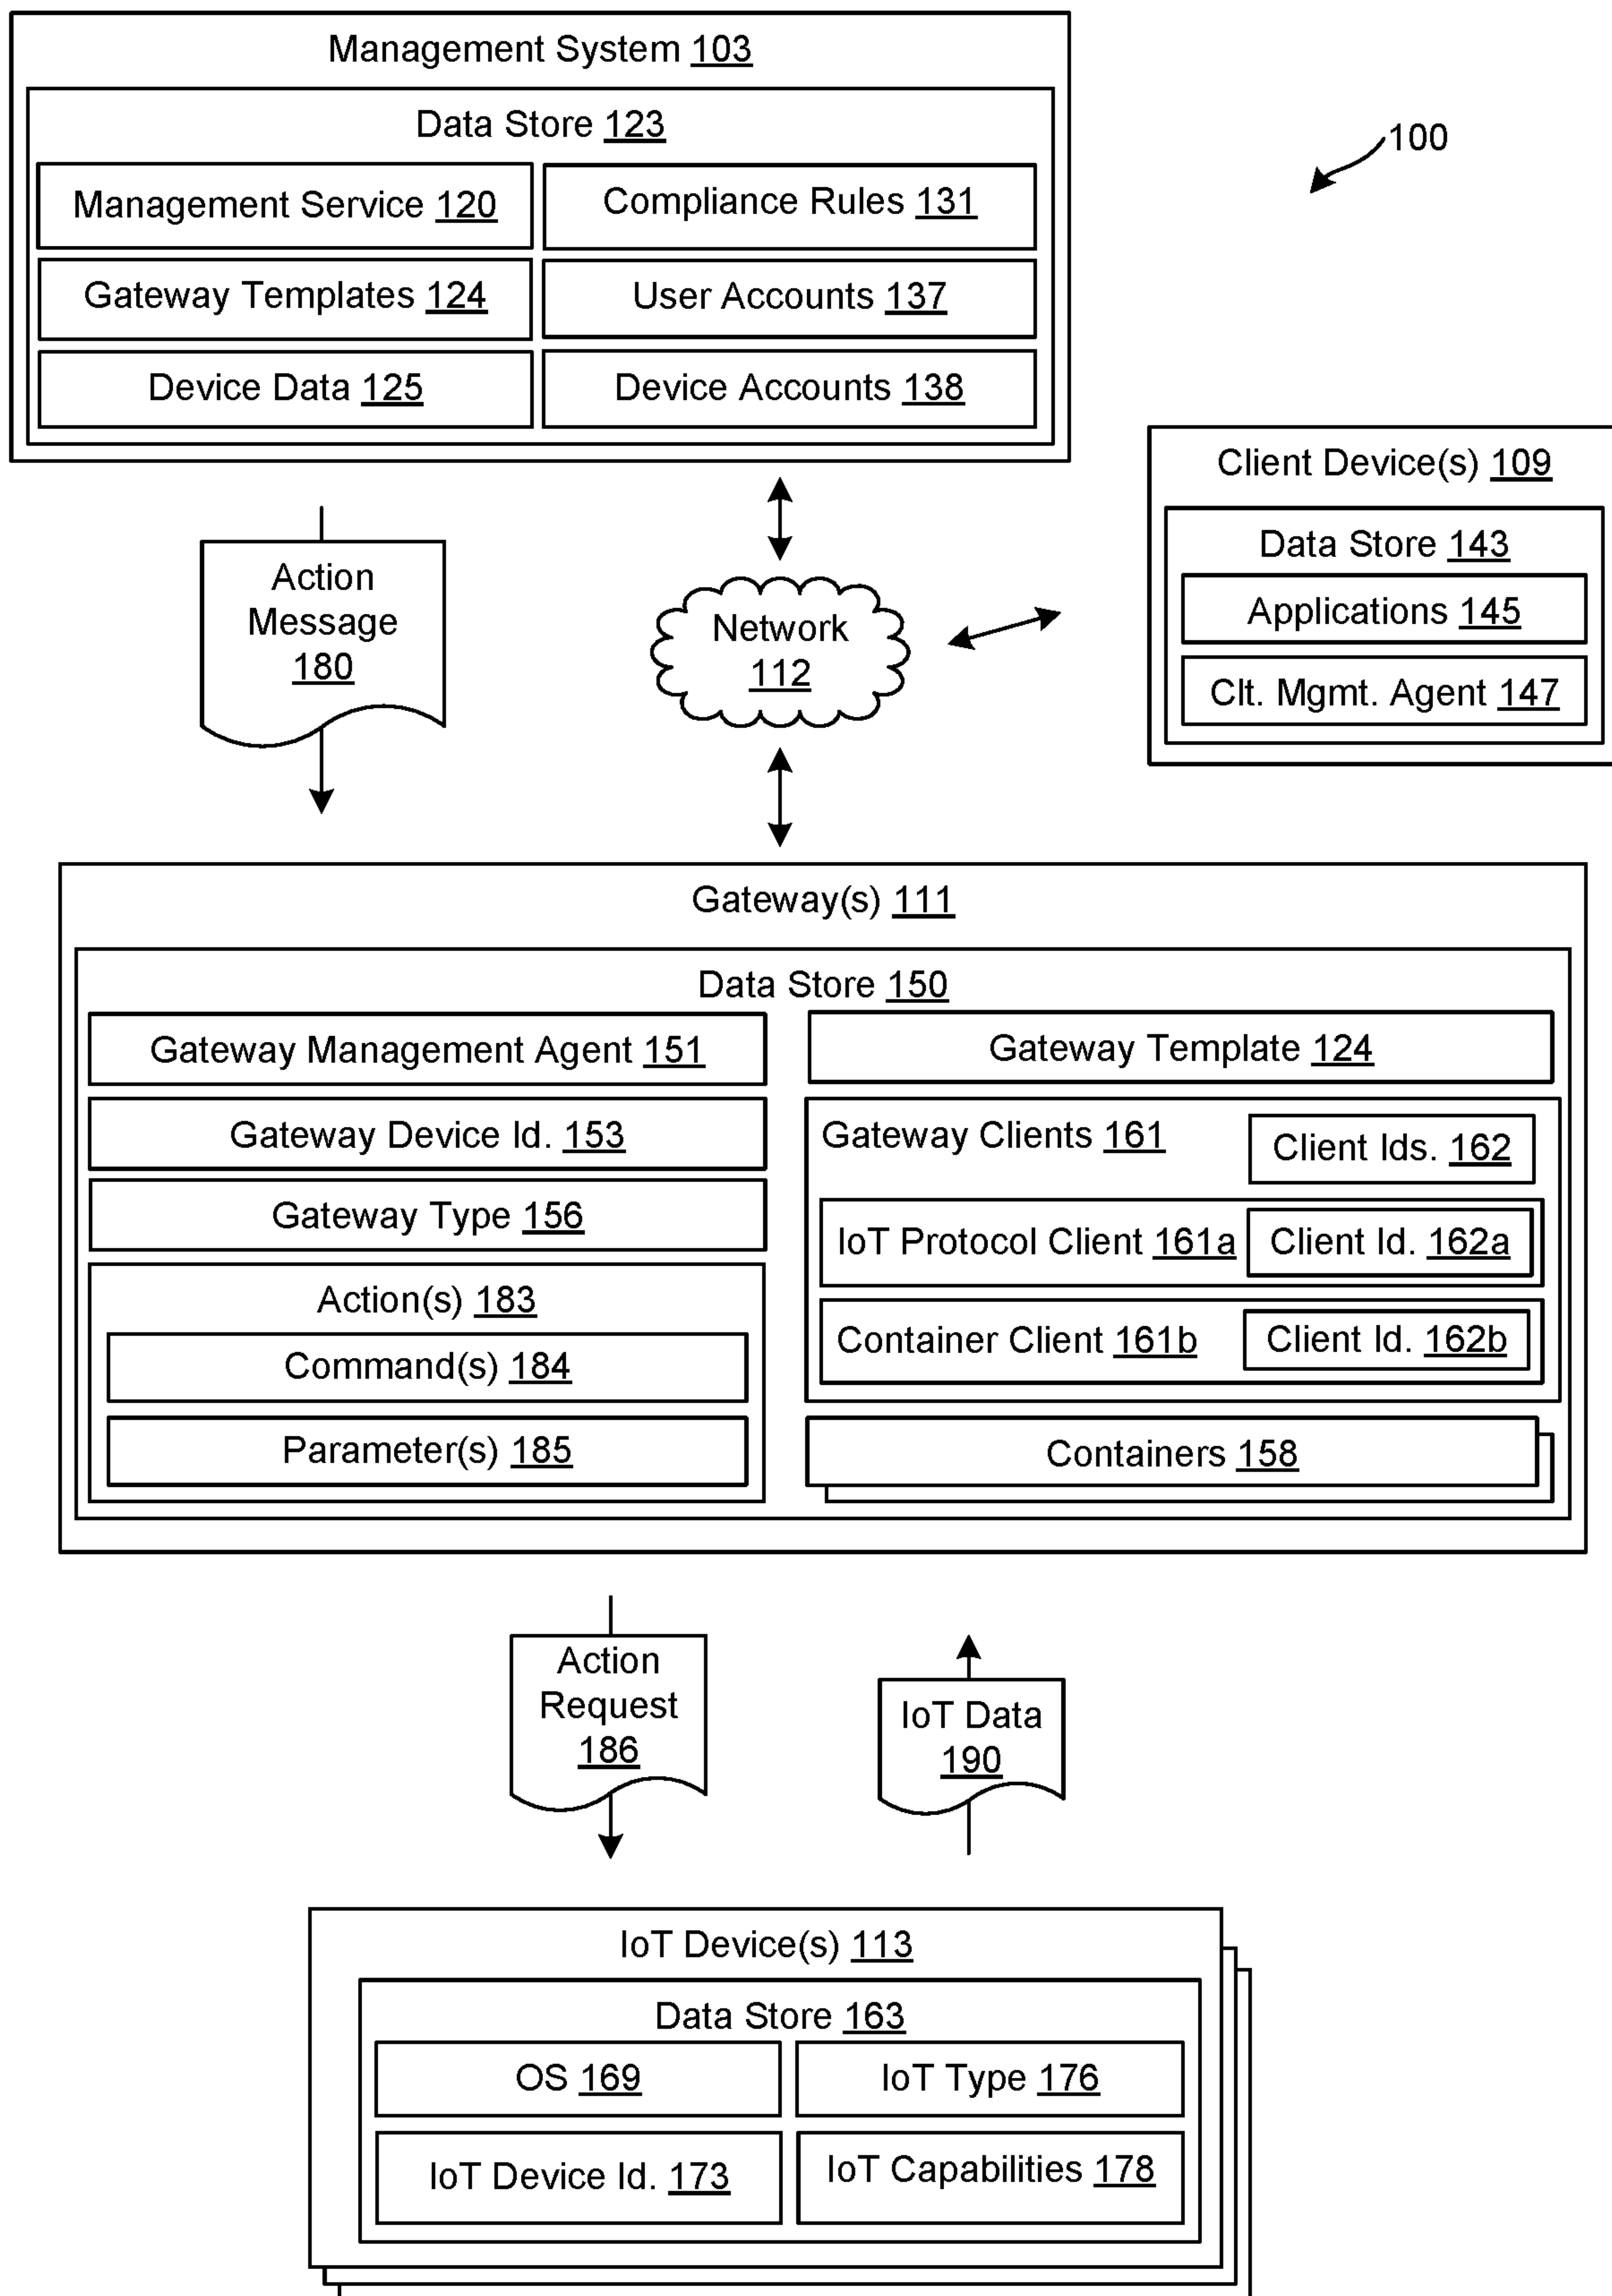 Management System 103
Data Store 123
Management Service 120
Compliance Rules 131
Gateway Templates 124
User Accounts 137
Device Data 125
Device Accounts 138
100
Client Device(s) 109
Data Store 143
Applications 145
Clt. Mgmt. Agent 147
Action
Message
180
Network
112
Gateway(s) 111
Data Store 150
Gateway Management Agent 151
Gateway Device Id. 153
Gateway Type 156
Action(s) 183
Command(s) 184
Parameter(s) 185
Gateway Template 124
Gateway Clients 161
Client Ids. 162
IoT Protocol Client 161a
Client Id. 162a
Container Client 161b
Client Id. 162b
Containers 158
Action
Request
186
IoT Data
190
IoT Device(s) 113
Data Store 163
OS 169
IoT Type 176
IoT Device Id. 173
IoT Capabilities 178